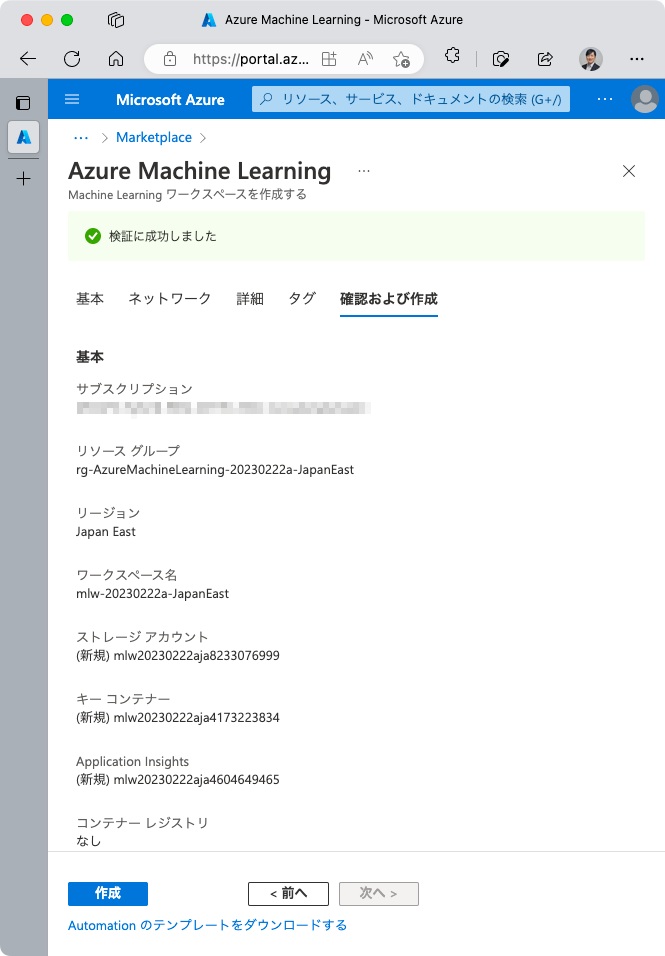 Azure Machine Learning - Microsoft Azure
https://portal.az...
Microsoft Azure
リソース、サービス、ドキュメントの検索 (G+/)
Marketplace
Azure Machine Learning
Machine Learning ワークスペースを作成する
検証に成功しました
基本 ネットワーク 詳細 タグ 確認および作成
基本
サブスクリプション
リソース グループ
rg-AzureMachineLearning-20230222a-JapanEast
リージョン
Japan East
ワークスペース名
mlw-20230222a-JapanEast
ストレージ アカウント
(新規) mlw20230222aja8233076999
キー コンテナー
(新規) mlw20230222aja4173223834
Application Insights
(新規) mlw20230222aja4604649465
コンテナー レジストリ
なし
作成 < 前へ 次へ >
Automation のテンプレートをダウンロードする